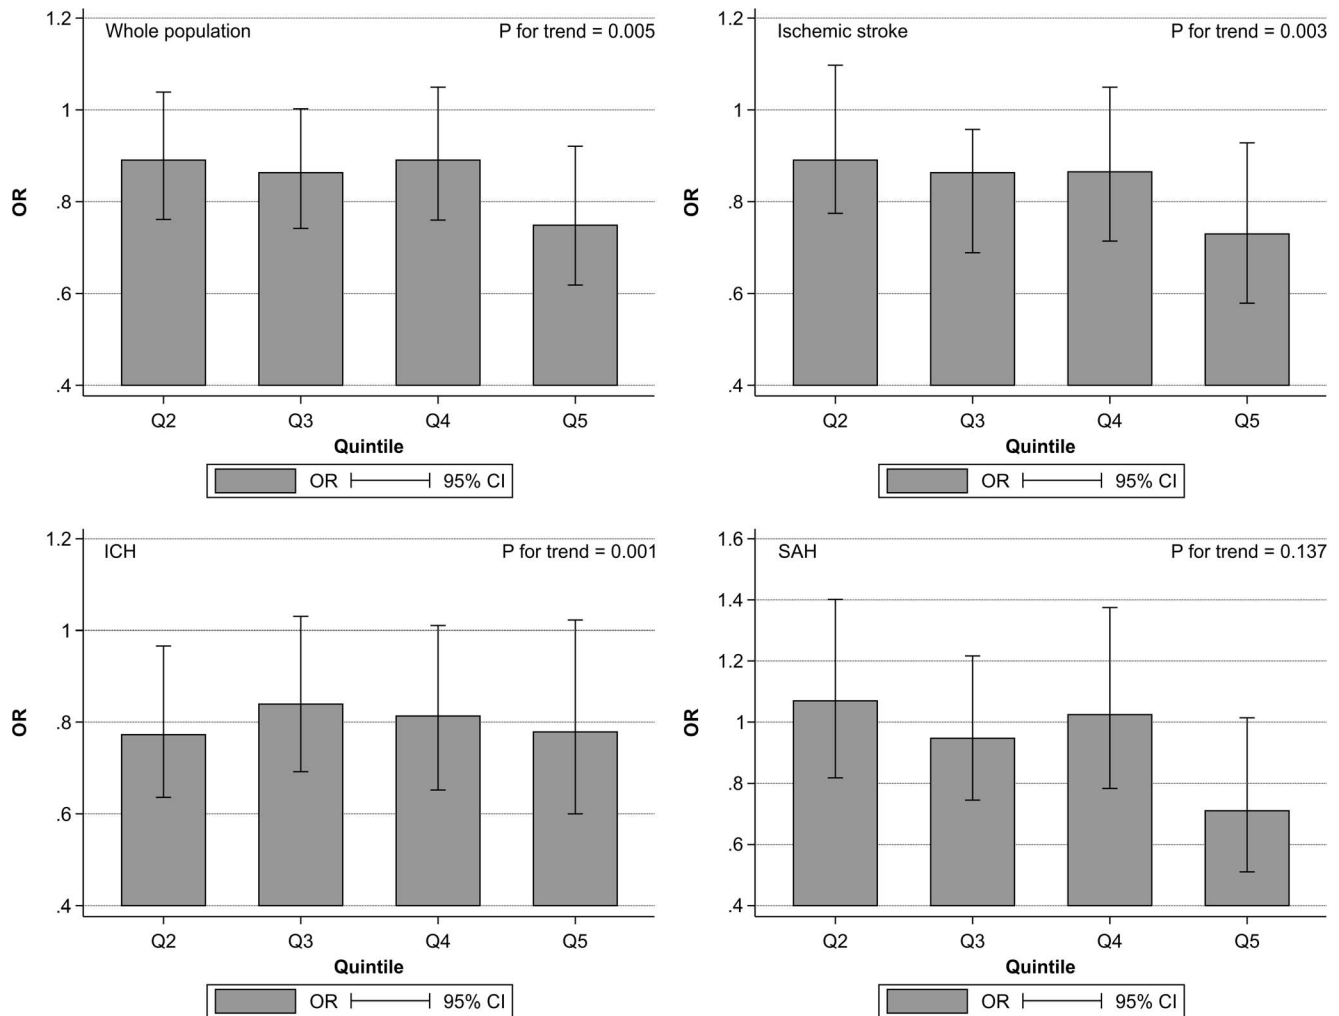 Whole population P for trend = 0.005
1.2
1
.8
.6
.4
OR
Q2 Q3 Q4 Q5
Quintile
OR 95% CI
Ischemic stroke P for trend = 0.003
1.2
1
.8
.6
.4
OR
Q2 Q3 Q4 Q5
Quintile
OR 95% CI
ICH P for trend = 0.001
1.2
1
.8
.6
.4
OR
Q2 Q3 Q4 Q5
Quintile
OR 95% CI
SAH P for trend = 0.137
1.6
1.4
1.2
1
.8
.6
.4
OR
Q2 Q3 Q4 Q5
Quintile
OR 95% CI